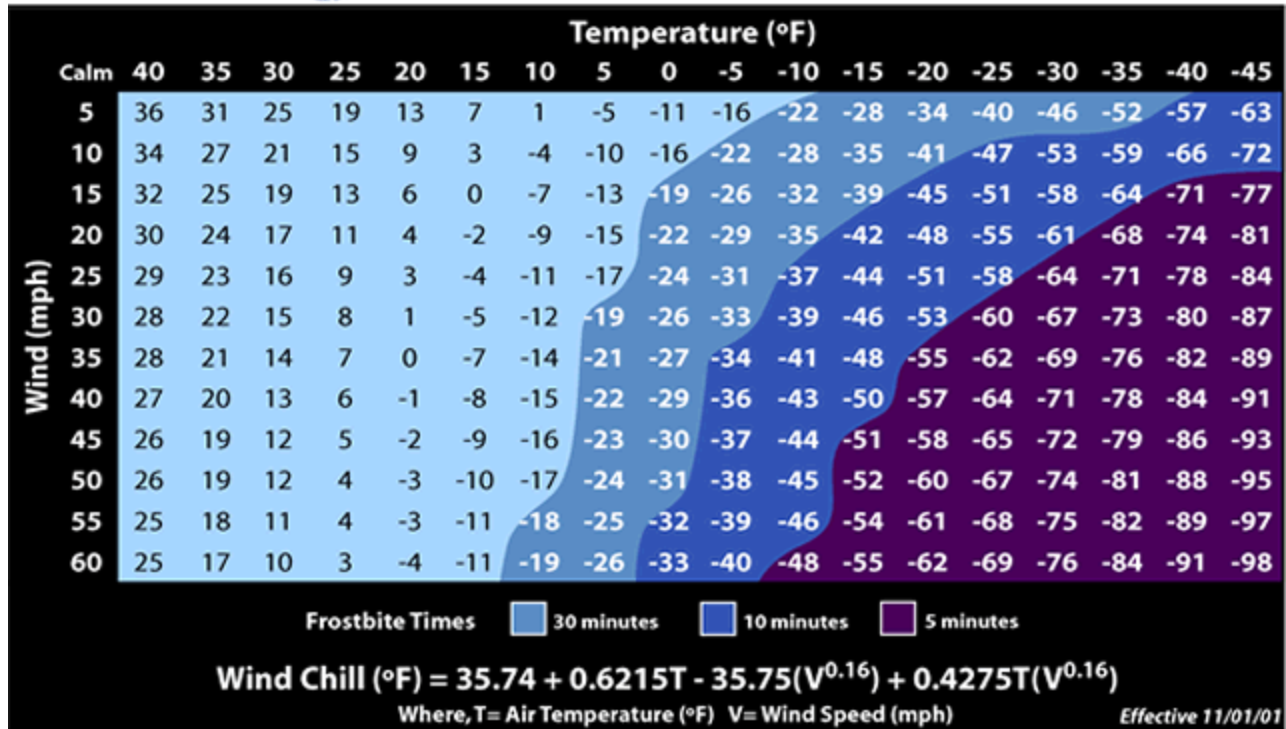 Temperature (ºF)
Calm 40 35 30 25 20 15 10 5 0 -5 -10 -15 -20 -25 -30 -35 -40 -45
5 36 31 25 19 13 7 1 -5 -11 -16 -22 -28 -34 -40 -46 -52 -57 -63
10 34 27 21 15 9 3 -4 -10 -16 -22 -28 -35 -41 -47 -53 -59 -66 -72
15 32 25 19 13 6 0 -7 -13 -19 -26 -32 -39 -45 -51 -58 -64 -71 -77
20 30 24 17 11 4 -2 -9 -15 -22 -29 -35 -42 -48 -55 -61 -68 -74 -81
25 29 23 16 9 3 -4 -11 -17 -24 -31 -37 -44 -51 -58 -64 -71 -78 -84
30 28 22 15 8 1 -5 -12 -19 -26 -33 -39 -46 -53 -60 -67 -73 -80 -87
35 28 21 14 7 0 -7 -14 -21 -27 -34 -41 -48 -55 -62 -69 -76 -82 -89
40 27 20 13 6 -1 -8 -15 -22 -29 -36 -43 -50 -57 -64 -71 -78 -84 -91
45 26 19 12 5 -2 -9 -16 -23 -30 -37 -44 -51 -58 -65 -72 -79 -86 -93
50 26 19 12 4 -3 -10 -17 -24 -31 -38 -45 -52 -60 -67 -74 -81 -88 -95
55 25 18 11 4 -3 -11 -18 -25 -32 -39 -46 -54 -61 -68 -75 -82 -89 -97
60 25 17 10 3 -4 -11 -19 -26 -33 -40 -48 -55 -62 -69 -76 -84 -91 -98
Wind (mph)
Frostbite Times 30 minutes 10 minutes 5 minutes
Wind Chill (ºF) = 35.74 + 0.6215T - 35.75(V0.16) + 0.4275T(V0.16)
Where, T= Air Temperature (ºF) V= Wind Speed (mph) Effective 11/01/01